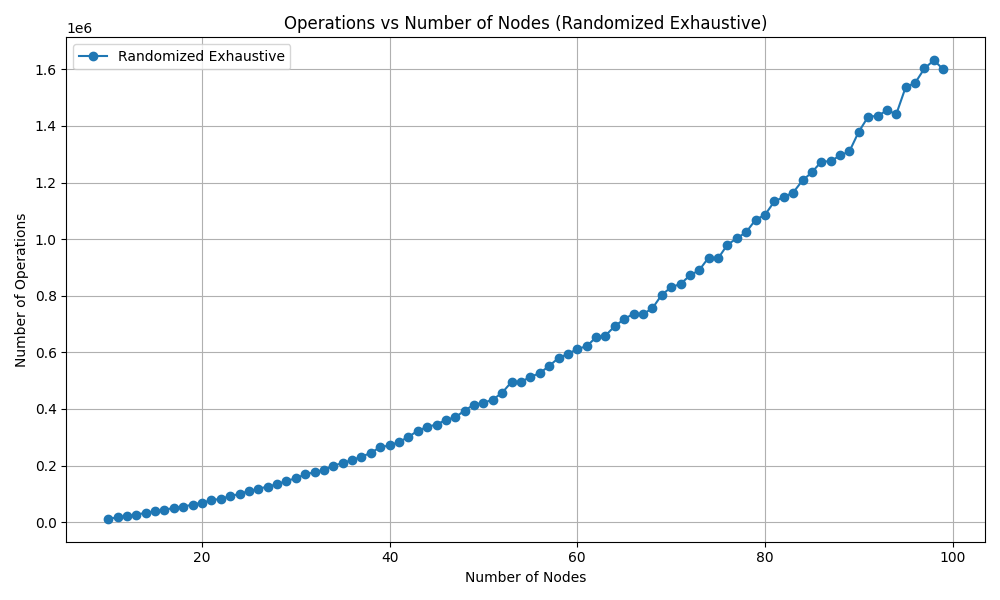 Operations vs Number of Nodes (Randomized Exhaustive)
1e6
Randomized Exhaustive
1.6
1.4
1.2
1.0
0.8
0.6
0.4
0.2
0.0
Number of Operations
20 40 60 80 100
Number of Nodes